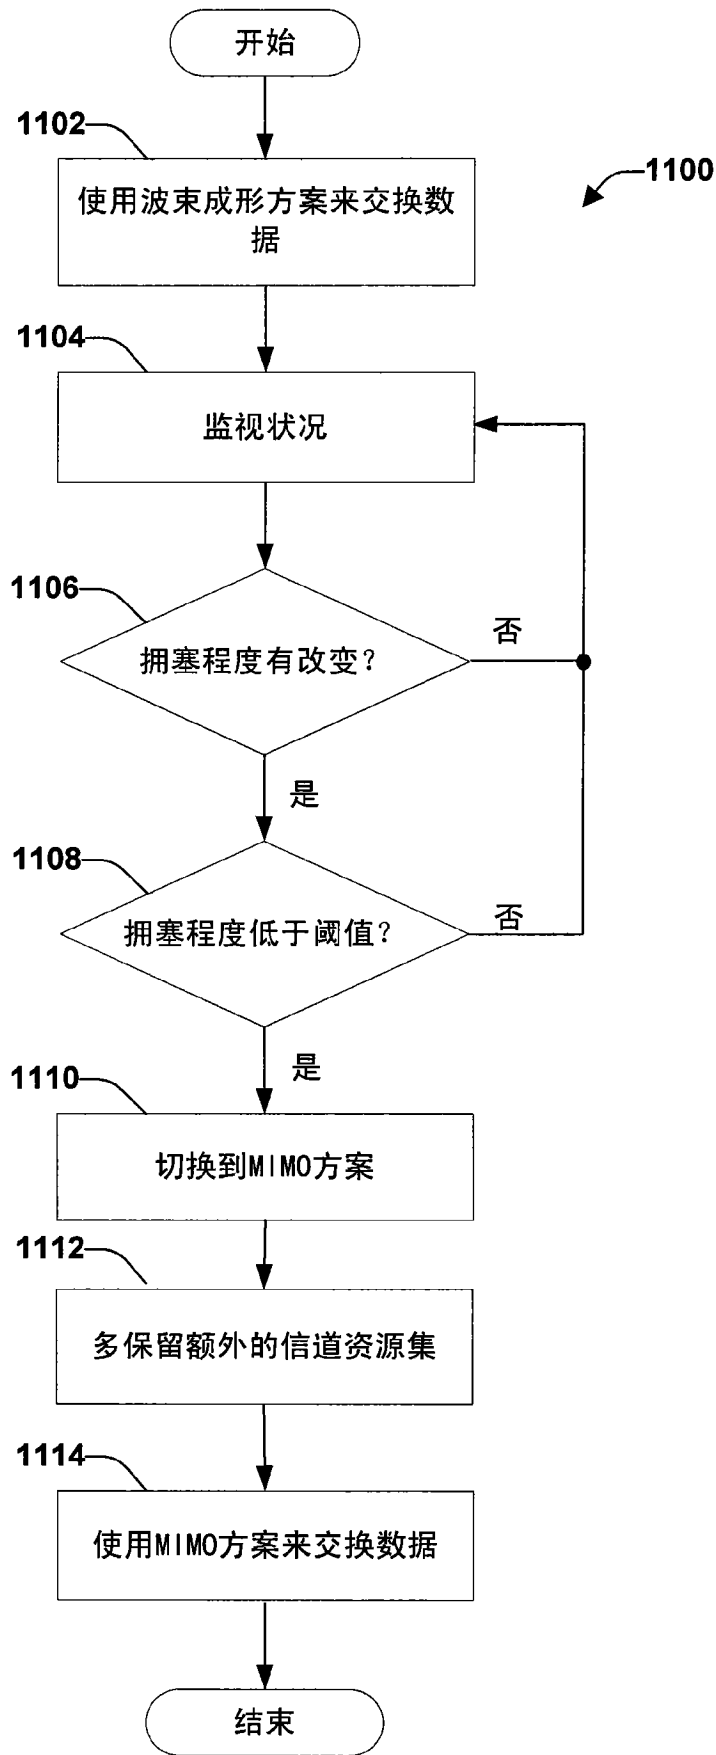 开始
1102
1100
使用波束成形方案来交换数
据
1104
监视状况
1106
拥塞程度有改变?
否
是
1108
拥塞程度低于阈值?
否
是
1110
切换到MIMO方案
1112
多保留额外的信道资源集
1114
使用MIMO方案来交换数据
结束